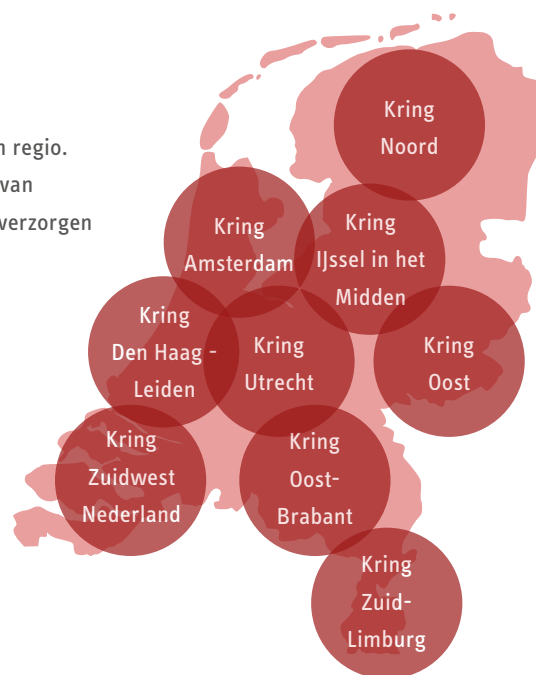 n regio.
van
verzorgen
Kring
Noord
Kring
Amsterdam
Kring
IJssel in het
Midden
Kring
Den Haag -
Leiden
Kring
Utrecht
Kring
Oost
Kring
Zuidwest
Nederland
Kring
Oost-
Brabant
Kring
Zuid-
Limburg